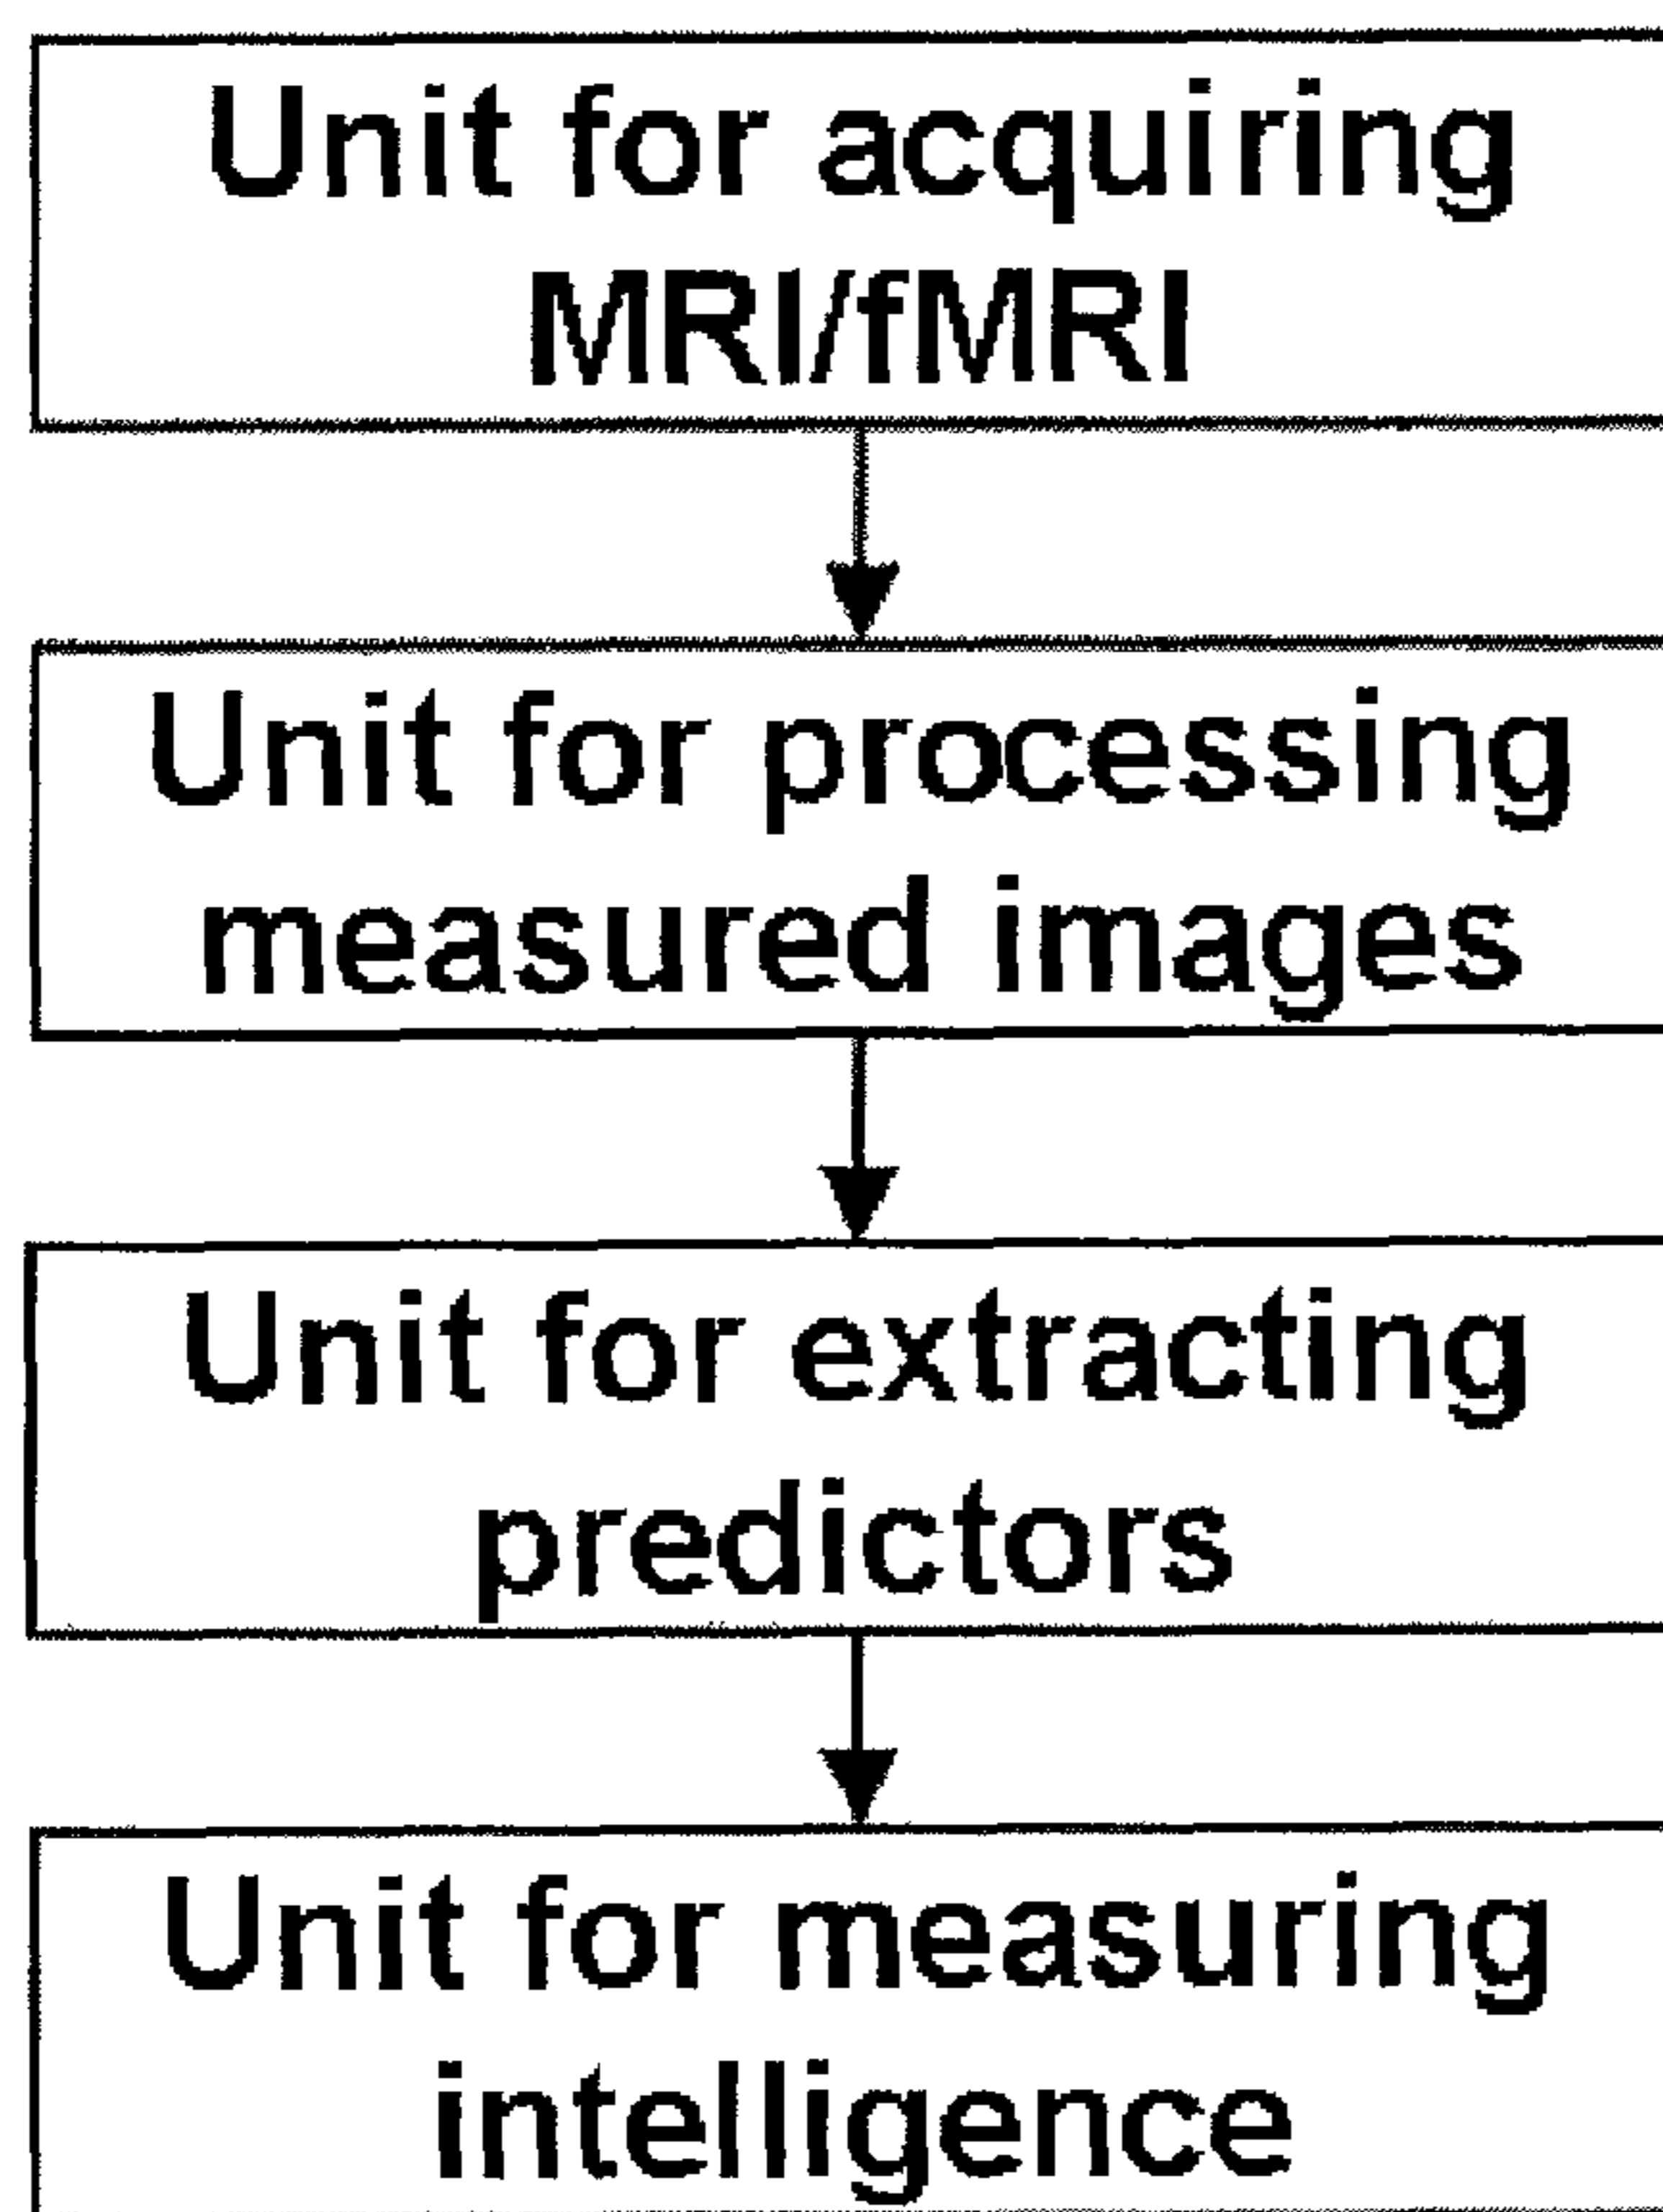 Unit for acquiring
MRI/fMRI
Unit for processing
measured images
Unit for extracting
predictors
Unit for measuring
intelligence